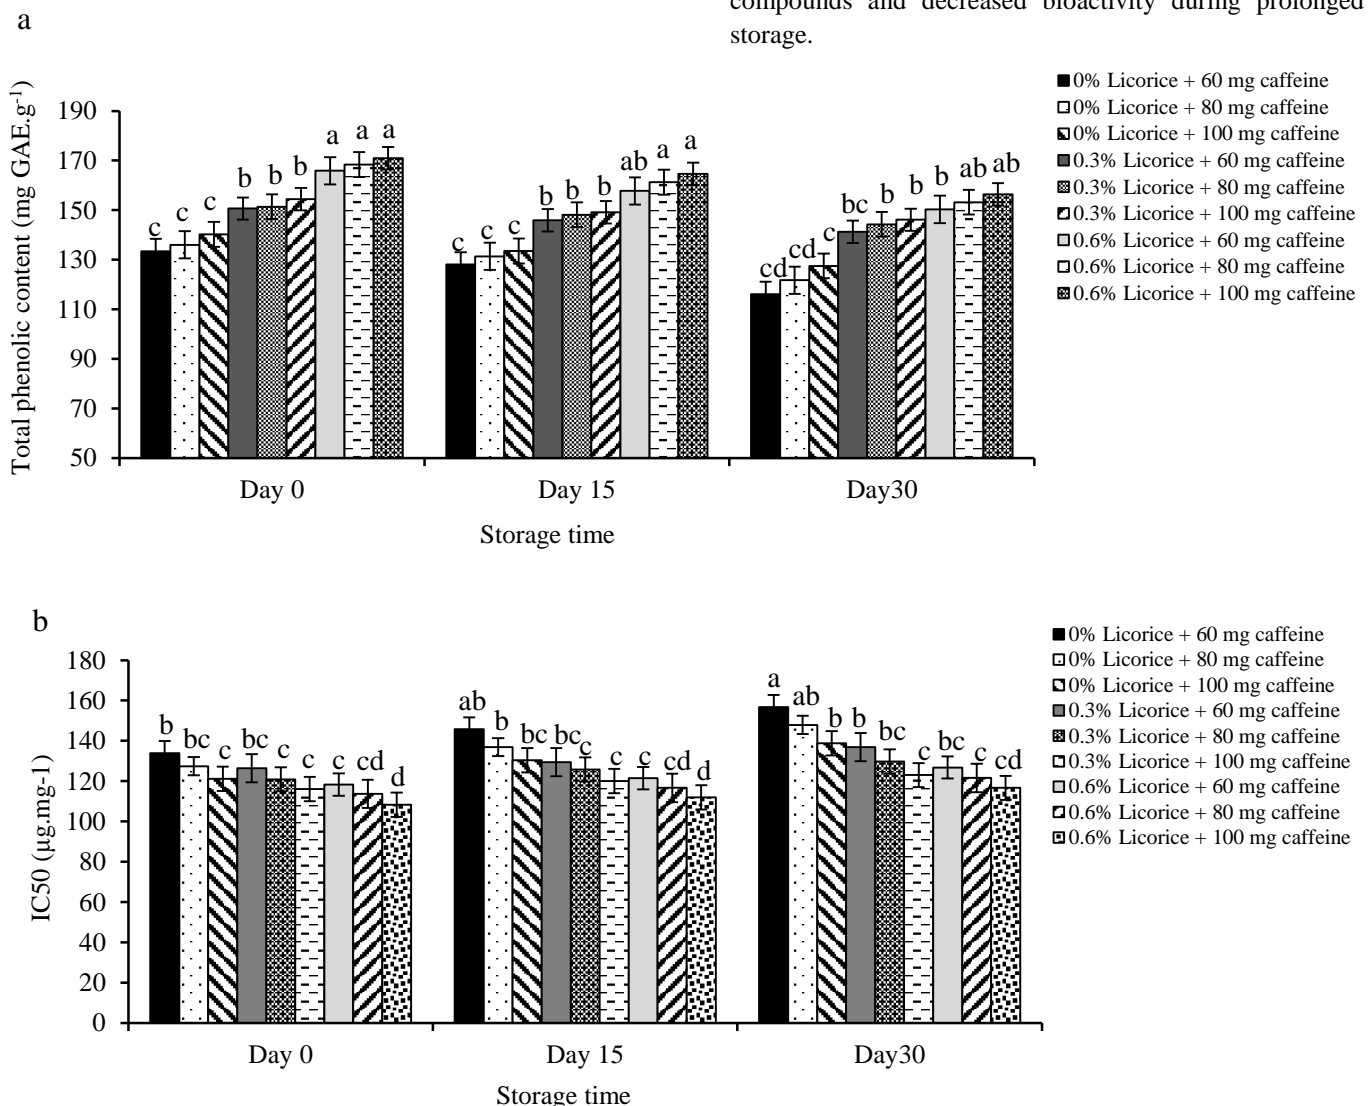 compounds and decreased bioactivity during prolonged
storage.
a
Total phenolic content (mg GAE.g-1)
190
170
150
130
110
90
70
50
c c c b b b a a a
c c c b b b ab a a
cd cd c bc b b b ab ab
Day 0 Day 15 Day30
Storage time
0% Licorice + 60 mg caffeine
0% Licorice + 80 mg caffeine
0% Licorice + 100 mg caffeine
0.3% Licorice + 60 mg caffeine
0.3% Licorice + 80 mg caffeine
0.3% Licorice + 100 mg caffeine
0.6% Licorice + 60 mg caffeine
0.6% Licorice + 80 mg caffeine
0.6% Licorice + 100 mg caffeine
b
IC50 (µg.mg-1)
180
160
140
120
100
80
60
40
20
0
b bc c bc c c c cd d
ab b bc bc c c c cd d
a ab b b bc c bc c cd
Day 0 Day 15 Day30
Storage time
0% Licorice + 60 mg caffeine
0% Licorice + 80 mg caffeine
0% Licorice + 100 mg caffeine
0.3% Licorice + 60 mg caffeine
0.3% Licorice + 80 mg caffeine
0.3% Licorice + 100 mg caffeine
0.6% Licorice + 60 mg caffeine
0.6% Licorice + 80 mg caffeine
0.6% Licorice + 100 mg caffeine